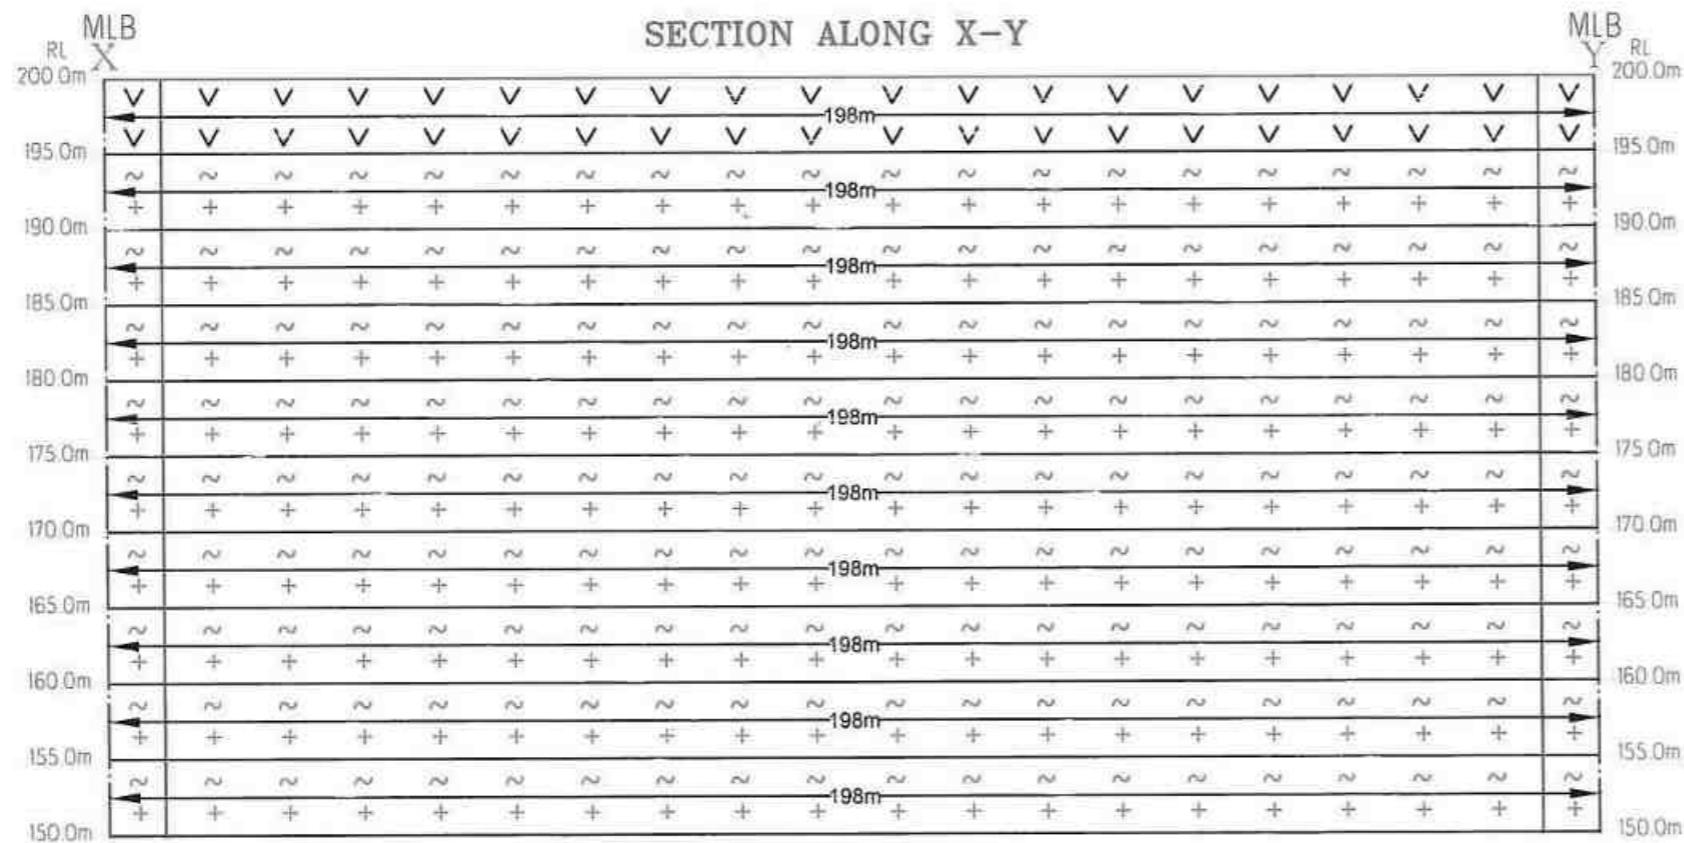 MLB SECTION ALONG X-Y MLB
RL X Y RL
200.0m 200.0m
198m
195.0m 195.0m
198m
190.0m 190.0m
198m
185.0m 185.0m
198m
180.0m 180.0m
198m
175.0m 175.0m
198m
170.0m 170.0m
198m
165.0m 165.0m
198m
160.0m 160.0m
198m
155.0m 155.0m
198m
150.0m 150.0m